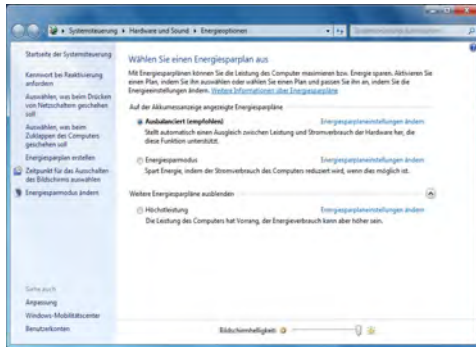 Systemsteuerung ▸ Hardware und Sound ▸ Energieoptionen
Startseite der Systemsteuerung
Kennwort bei Reaktivierung
anfordern
Auswählen, was beim Drücken
von Netzschaltern geschehen
soll
Auswählen, was beim
Zuklappen des Computers
geschehen soll
Energiesparplan erstellen
Zeitpunkt für das Ausschalten
des Bildschirms auswählen
Energiesparmodus ändern
Siehe auch
Anpassung
Windows-Mobilitätscenter
Benutzerkonten
Wählen Sie einen Energiesparplan aus
Mit Energiesparplänen können Sie die Leistung des Computer maximieren bzw. Energie sparen. Aktivieren Sie
einen Plan, indem Sie ihn auswählen oder wählen Sie einen Plan und passen Sie ihn an, indem Sie die
Energieeinstellungen ändern. Weitere Informationen über Energiesparpläne
Auf der Akkumessanzeige angezeigte Energiesparpläne
Ausbalanciert (empfohlen) Energiesparplaneinstellungen ändern
Stellt automatisch einen Ausgleich zwischen Leistung und Stromverbrauch der Hardware her, die
diese Funktion unterstützt.
Energiesparmodus Energiesparplaneinstellungen ändern
Spart Energie, indem der Stromverbrauch des Computers reduziert wird, wenn dies möglich ist.
Weitere Energiesparpläne ausblenden
Höchstleistung Energiesparplaneinstellungen ändern
Die Leistung des Computers hat Vorrang, der Energieverbrauch kann aber höher sein.
Bildschirmhelligkeit: